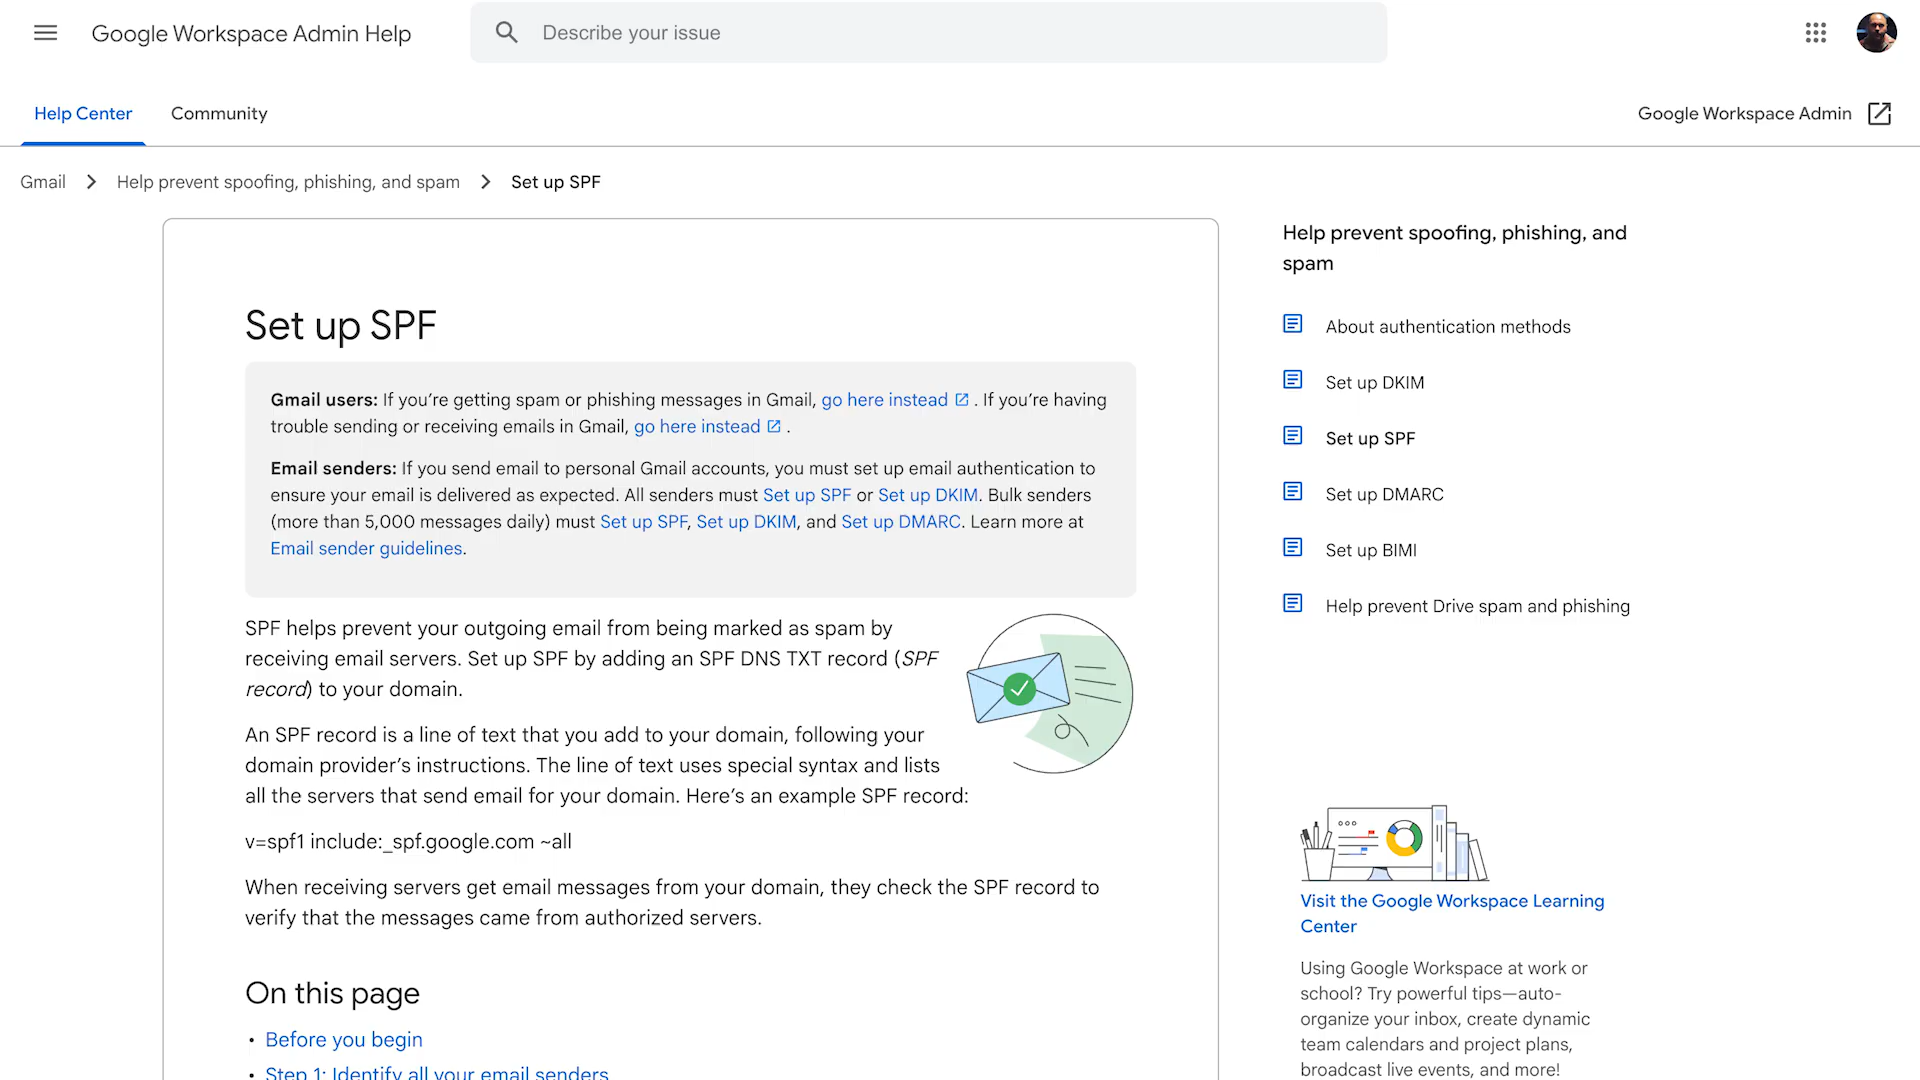 Google Workspace Admin Help
Describe your issue
Help Center
Community
Google Workspace Admin
Gmail
Help prevent spoofing, phishing, and spam
Set up SPF
Set up SPF
Gmail users: If you’re getting spam or phishing messages in Gmail, go here instead . If you’re having
trouble sending or receiving emails in Gmail, go here instead .
Email senders: If you send email to personal Gmail accounts, you must set up email authentication to
ensure your email is delivered as expected. All senders must Set up SPF or Set up DKIM. Bulk senders
(more than 5,000 messages daily) must Set up SPF, Set up DKIM, and Set up DMARC. Learn more at
Email sender guidelines.
SPF helps prevent your outgoing email from being marked as spam by
receiving email servers. Set up SPF by adding an SPF DNS TXT record (SPF
record) to your domain.
An SPF record is a line of text that you add to your domain, following your
domain provider’s instructions. The line of text uses special syntax and lists
all the servers that send email for your domain. Here’s an example SPF record:
v=spf1 include:_spf.google.com ~all
When receiving servers get email messages from your domain, they check the SPF record to
verify that the messages came from authorized servers.
On this page
• Before you begin
• Step 1: Identify all your email senders
Help prevent spoofing, phishing, and
spam
About authentication methods
Set up DKIM
Set up SPF
Set up DMARC
Set up BIMI
Help prevent Drive spam and phishing
Visit the Google Workspace Learning
Center
Using Google Workspace at work or
school? Try powerful tips—auto-
organize your inbox, create dynamic
team calendars and project plans,
broadcast live events, and more!